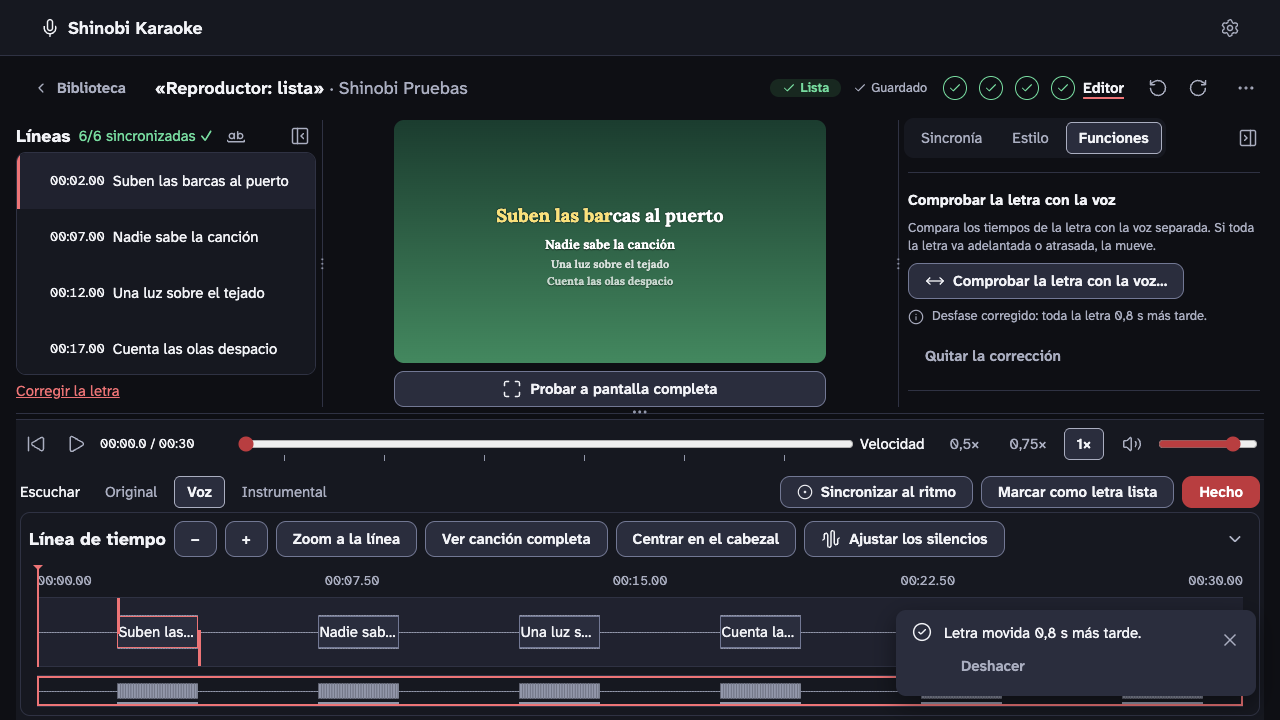 Shinobi Karaoke
Biblioteca
«Reproductor: lista» · Shinobi Pruebas
Lista
Guardado
Editor
Líneas 6/6 sincronizadas
ab
00:02.00 Suben las barcas al puerto
00:07.00 Nadie sabe la canción
00:12.00 Una luz sobre el tejado
00:17.00 Cuenta las olas despacio
Corregir la letra
Suben las barcas al puerto
Nadie sabe la canción
Una luz sobre el tejado
Cuenta las olas despacio
Probar a pantalla completa
Sincronía Estilo Funciones
Comprobar la letra con la voz
Compara los tiempos de la letra con la voz separada. Si toda
la letra va adelantada o atrasada, la mueve.
Comprobar la letra con la voz...
Desfase corregido: toda la letra 0,8 s más tarde.
Quitar la corrección
00:00.0 / 00:30
Velocidad 0,5× 0,75× 1×
Escuchar Original Voz Instrumental
Sincronizar al ritmo Marcar como letra lista Hecho
Línea de tiempo − + Zoom a la línea Ver canción completa Centrar en el cabezal Ajustar los silencios
00:00.00 00:07.50 00:15.00 00:22.50 00:30.00
Suben las... Nadie sab... Una luz s... Cuenta la...
Letra movida 0,8 s más tarde.
Deshacer